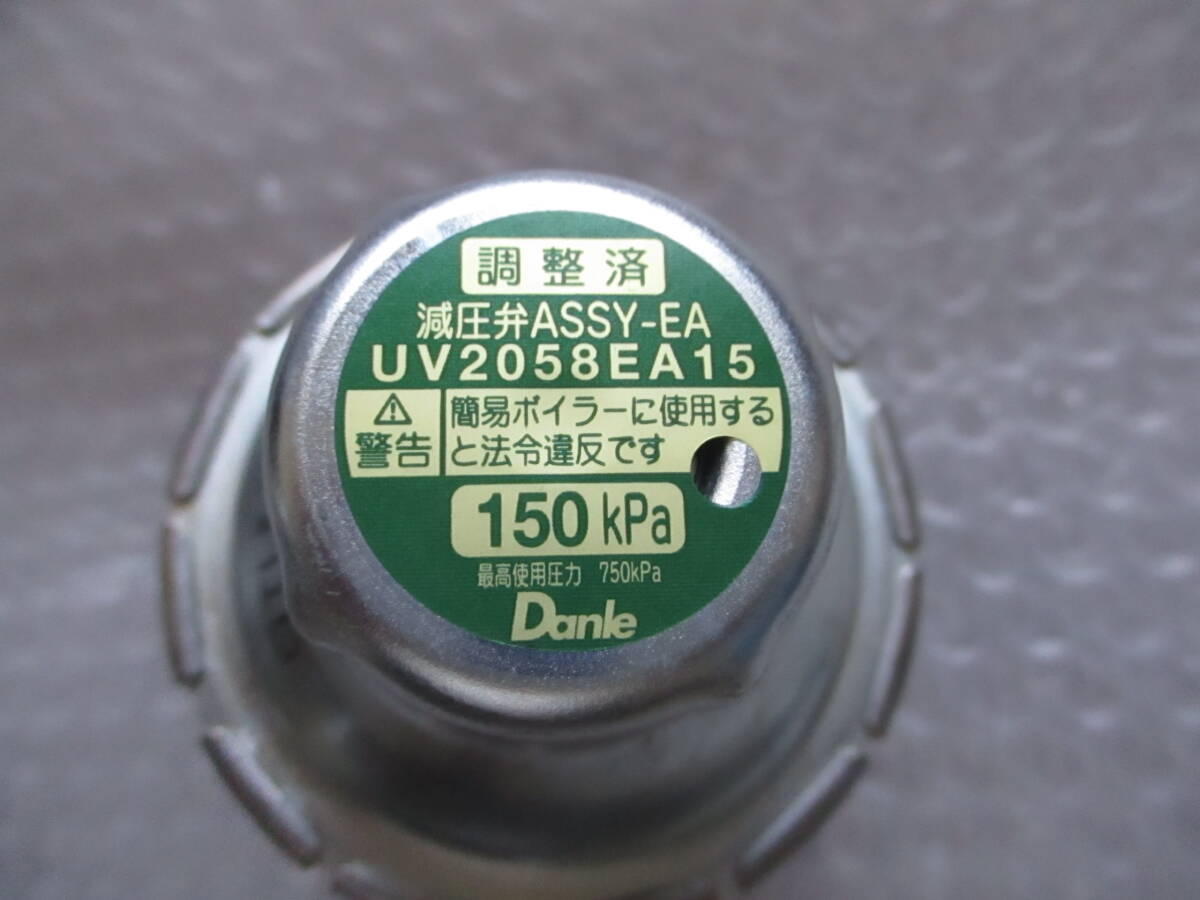 調整済
減圧弁ASSY-EA
UV2058EA15
警告
簡易ボイラーに使用する
と法令違反です
150kPa
最高使用圧力 750kPa
Danle